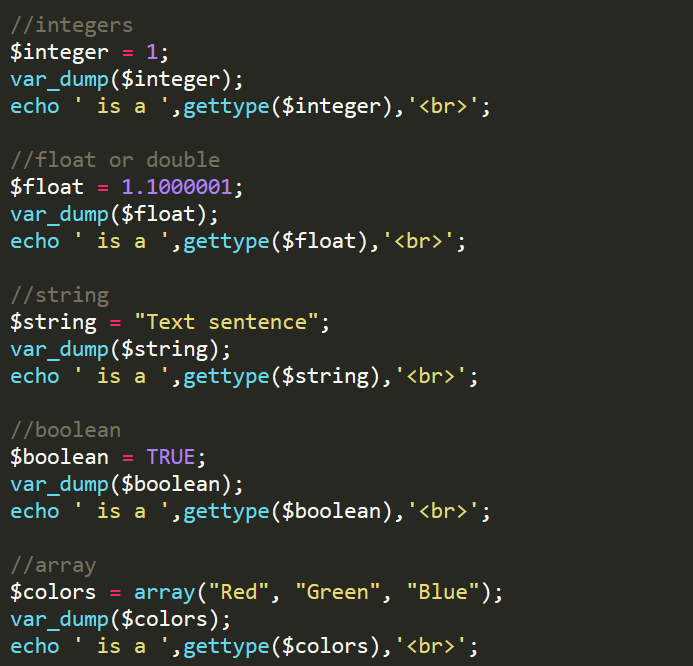 //integers
$integer = 1;
var_dump($integer);
echo ' is a ',gettype($integer),'<br>';
//float or double
$float = 1.1000001;
var_dump($float);
echo ' is a ',gettype($float),'<br>';
//string
$string = "Text sentence";
var_dump($string);
echo ' is a ',gettype($string),'<br>';
//boolean
$boolean = TRUE;
var_dump($boolean);
echo ' is a ',gettype($boolean),'<br>';
//array
$colors = array("Red", "Green", "Blue");
var_dump($colors);
echo ' is a ',gettype($colors),'<br>';